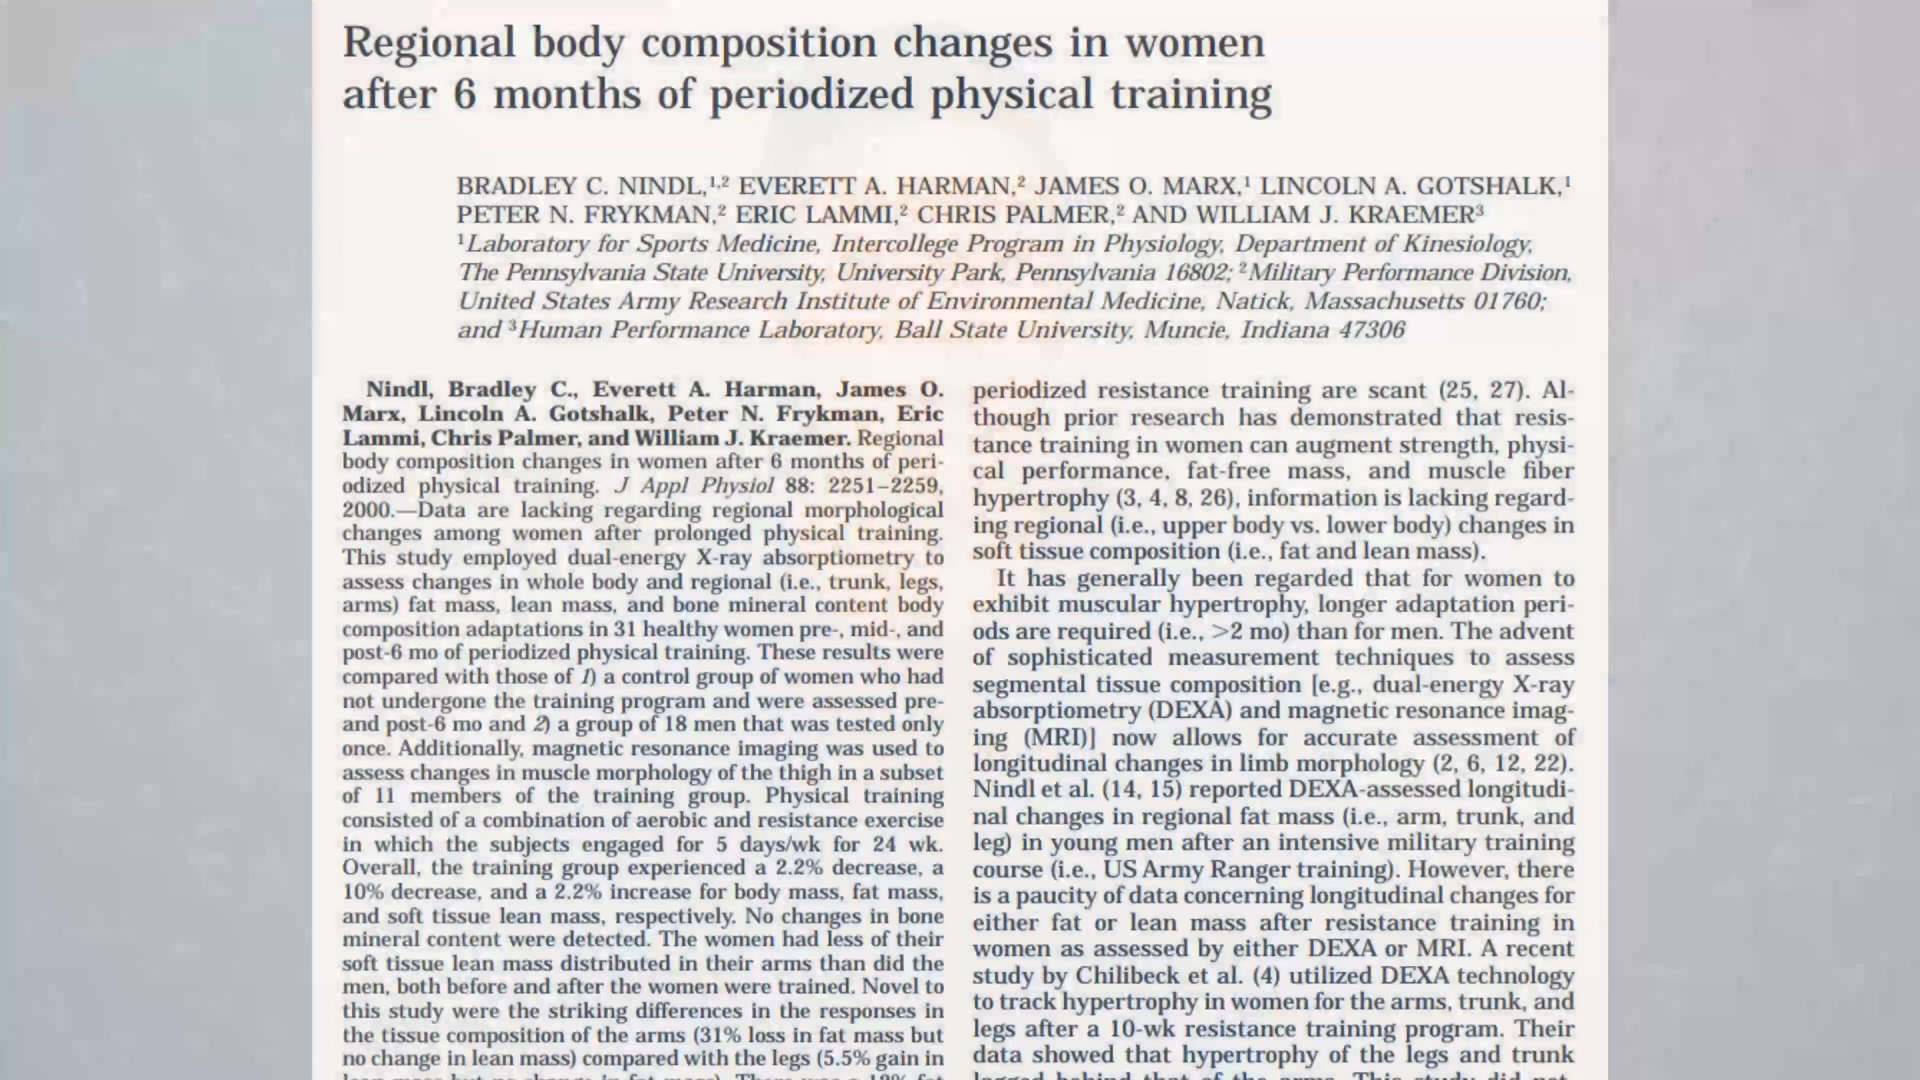 Regional body composition changes in women
after 6 months of periodized physical training
BRADLEY C. NINDL,1,2 EVERETT A. HARMAN,2 JAMES O. MARX,1 LINCOLN A. GOTSHALK,1
PETER N. FRYKMAN,2 ERIC LAMMI,2 CHRIS PALMER,2 AND WILLIAM J. KRAEMER3
1Laboratory for Sports Medicine, Intercollege Program in Physiology, Department of Kinesiology,
The Pennsylvania State University, University Park, Pennsylvania 16802; 2Military Performance Division,
United States Army Research Institute of Environmental Medicine, Natick, Massachusetts 01760;
and 3Human Performance Laboratory, Ball State University, Muncie, Indiana 47306
Nindl, Bradley C., Everett A. Harman, James O.
Marx, Lincoln A. Gotshalk, Peter N. Frykman, Eric
Lammi, Chris Palmer, and William J. Kraemer. Regional
body composition changes in women after 6 months of peri-
odized physical training. J Appl Physiol 88: 2251–2259,
2000.—Data are lacking regarding regional morphological
changes among women after prolonged physical training.
This study employed dual-energy X-ray absorptiometry to
assess changes in whole body and regional (i.e., trunk, legs,
arms) fat mass, lean mass, and bone mineral content body
composition adaptations in 31 healthy women pre-, mid-, and
post-6 mo of periodized physical training. These results were
compared with those of 1) a control group of women who had
not undergone the training program and were assessed pre-
and post-6 mo and 2) a group of 18 men that was tested only
once. Additionally, magnetic resonance imaging was used to
assess changes in muscle morphology of the thigh in a subset
of 11 members of the training group. Physical training
consisted of a combination of aerobic and resistance exercise
in which the subjects engaged for 5 days/wk for 24 wk.
Overall, the training group experienced a 2.2% decrease, a
10% decrease, and a 2.2% increase for body mass, fat mass,
and soft tissue lean mass, respectively. No changes in bone
mineral content were detected. The women had less of their
soft tissue lean mass distributed in their arms than did the
men, both before and after the women were trained. Novel to
this study were the striking differences in the responses in
the tissue composition of the arms (31% loss in fat mass but
no change in lean mass) compared with the legs (5.5% gain in
periodized resistance training are scant (25, 27). Al-
though prior research has demonstrated that resis-
tance training in women can augment strength, physi-
cal performance, fat-free mass, and muscle fiber
hypertrophy (3, 4, 8, 26), information is lacking regard-
ing regional (i.e., upper body vs. lower body) changes in
soft tissue composition (i.e., fat and lean mass).
It has generally been regarded that for women to
exhibit muscular hypertrophy, longer adaptation peri-
ods are required (i.e., >2 mo) than for men. The advent
of sophisticated measurement techniques to assess
segmental tissue composition [e.g., dual-energy X-ray
absorptiometry (DEXA) and magnetic resonance imag-
ing (MRI)] now allows for accurate assessment of
longitudinal changes in limb morphology (2, 6, 12, 22).
Nindl et al. (14, 15) reported DEXA-assessed longitudi-
nal changes in regional fat mass (i.e., arm, trunk, and
leg) in young men after an intensive military training
course (i.e., US Army Ranger training). However, there
is a paucity of data concerning longitudinal changes for
either fat or lean mass after resistance training in
women as assessed by either DEXA or MRI. A recent
study by Chilibeck et al. (4) utilized DEXA technology
to track hypertrophy in women for the arms, trunk, and
legs after a 10-wk resistance training program. Their
data showed that hypertrophy of the legs and trunk